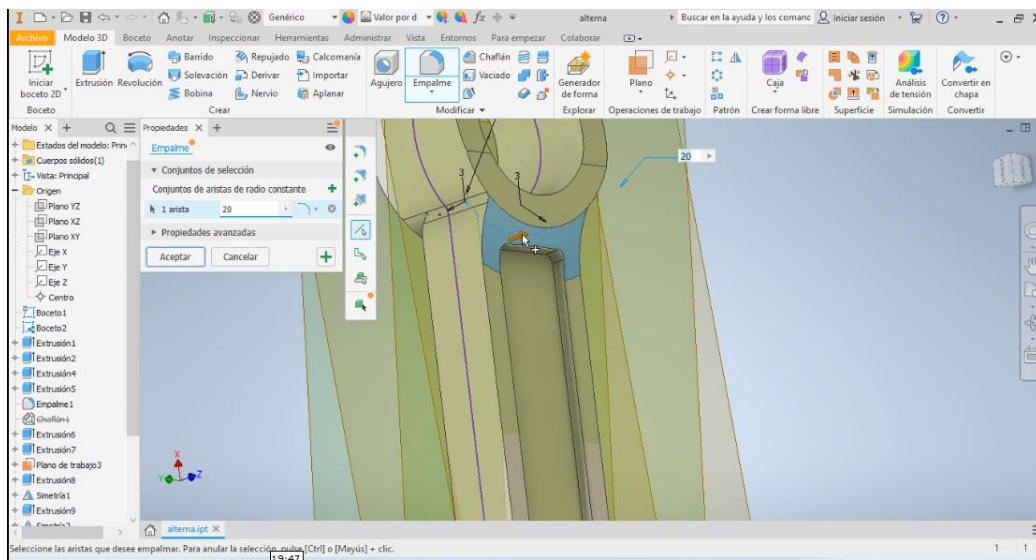 Genérico
Valor por d
alterna
Buscar en la ayuda y los comanc
Iniciar sesión
Archivo Modelo 3D Boceto Anotar Inspeccionar Herramientas Administrar Vista Entornos Para empezar Colaborar
Iniciar boceto 2D
Extrusión
Revolución
Barrido
Solevación
Bobina
Repujado
Derivar
Nervio
Calcomanía
Importar
Aplanar
Agujero
Empalme
Chaflán
Vaciado
Generador de forma
Plano
Caja
Análisis de tensión
Convertir en chapa
Boceto Crear Modificar Explorar Operaciones de trabajo Patrón Crear forma libre Superficie Simulación Convertir
Modelo
Estados del modelo: Prin
Cuerpos sólidos(1)
Vista: Principal
Origen
Plano YZ
Plano XZ
Plano XY
Eje X
Eje Y
Eje Z
Centro
Boceto1
Boceto2
Extrusión1
Extrusión2
Extrusión4
Extrusión5
Empalme1
Chaflán1
Extrusión6
Extrusión7
Plano de trabajo3
Extrusión8
Simetría1
Extrusión9
Simetría2
Propiedades
Empalme
Conjuntos de selección
Conjuntos de aristas de radio constante
1 arista 20
Propiedades avanzadas
Aceptar Cancelar
3
3
20
X
Y
Z
alterna.ipt
Seleccione las aristas que desee empalmar. Para anular la selección, pulse [Ctrl] o [Mayús] + clic.
19:47
1 1